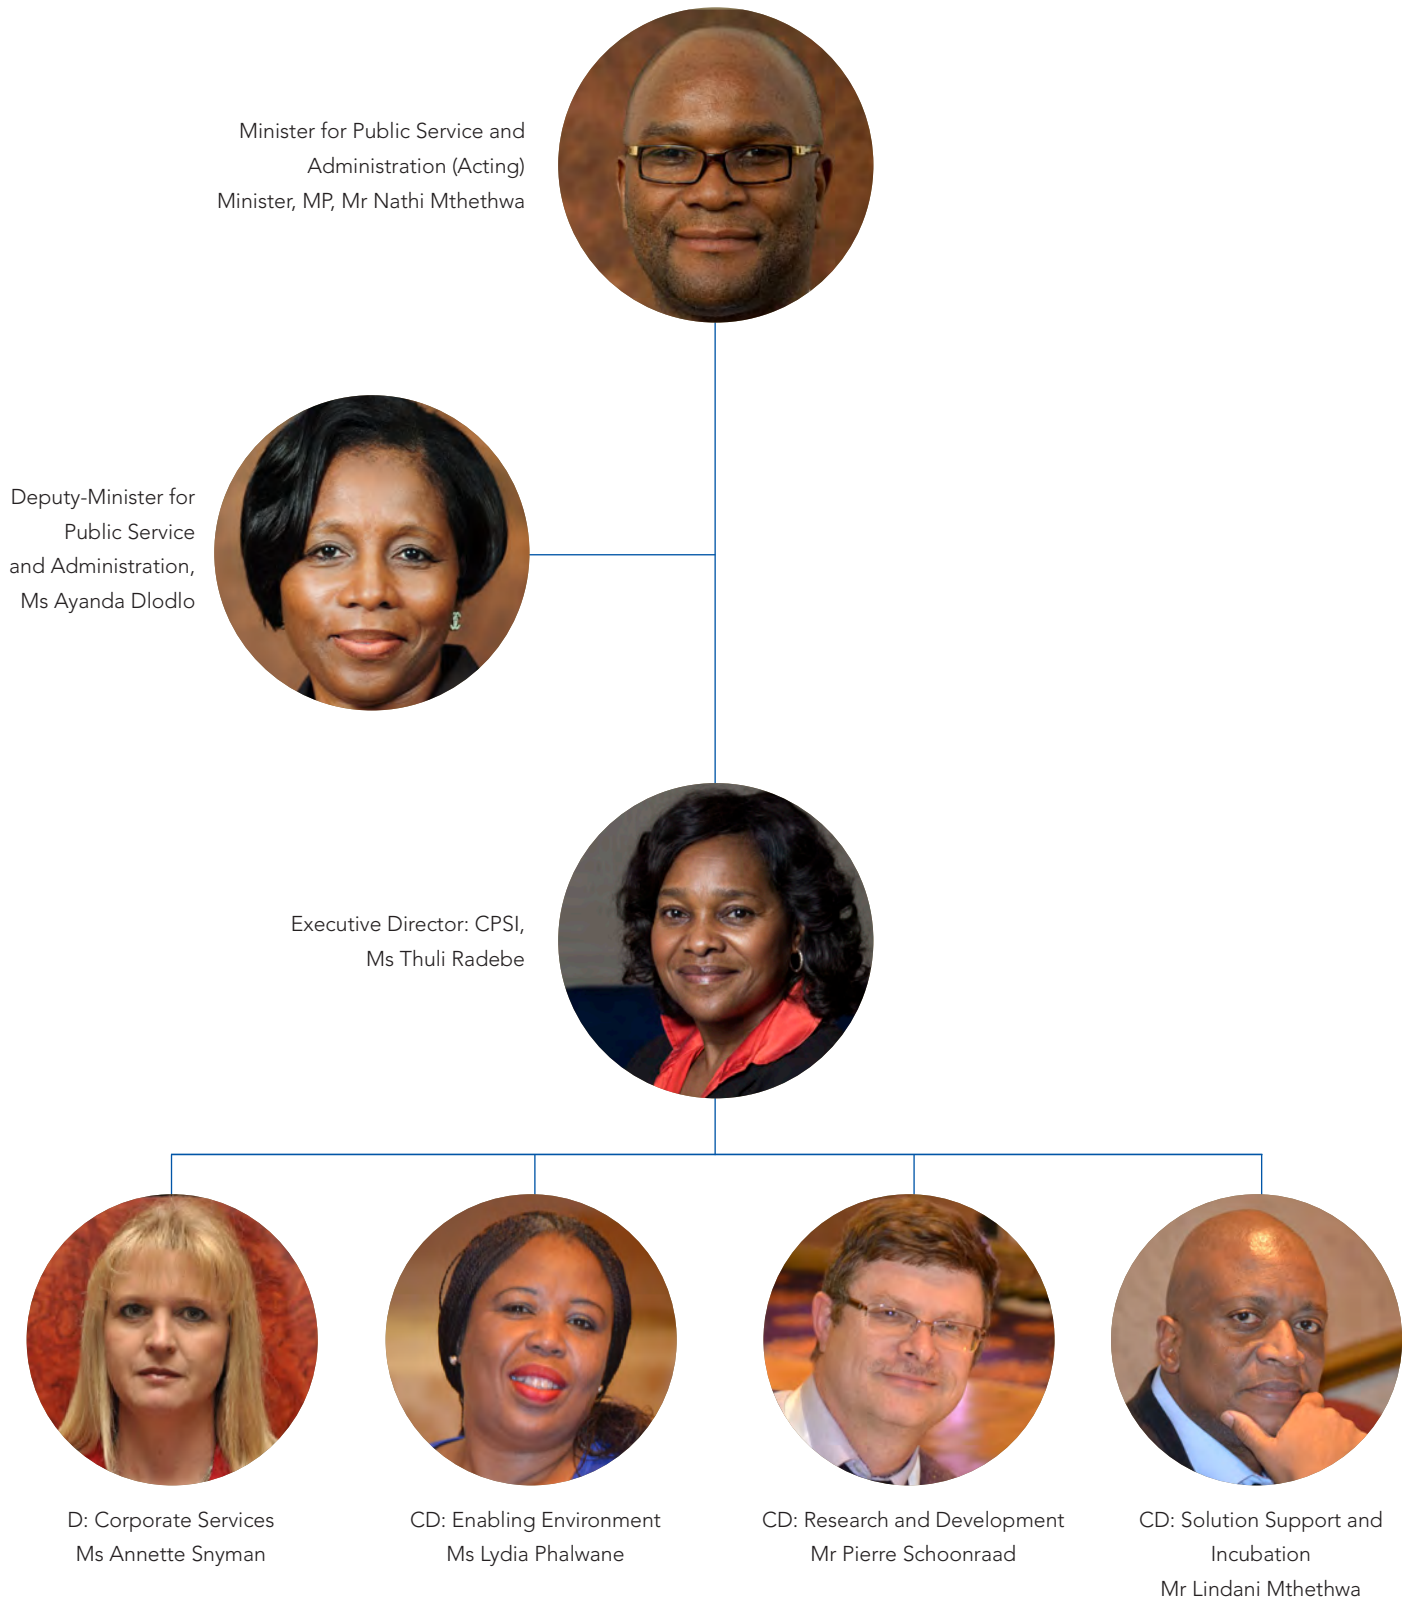 Minister for Public Service and
Administration (Acting)
Minister, MP, Mr Nathi Mthethwa
Deputy-Minister for
Public Service
and Administration,
Ms Ayanda Dlodlo
Executive Director: CPSI,
Ms Thuli Radebe
D: Corporate Services
Ms Annette Snyman
CD: Enabling Environment
Ms Lydia Phalwane
CD: Research and Development
Mr Pierre Schoonraad
CD: Solution Support and
Incubation
Mr Lindani Mthethwa